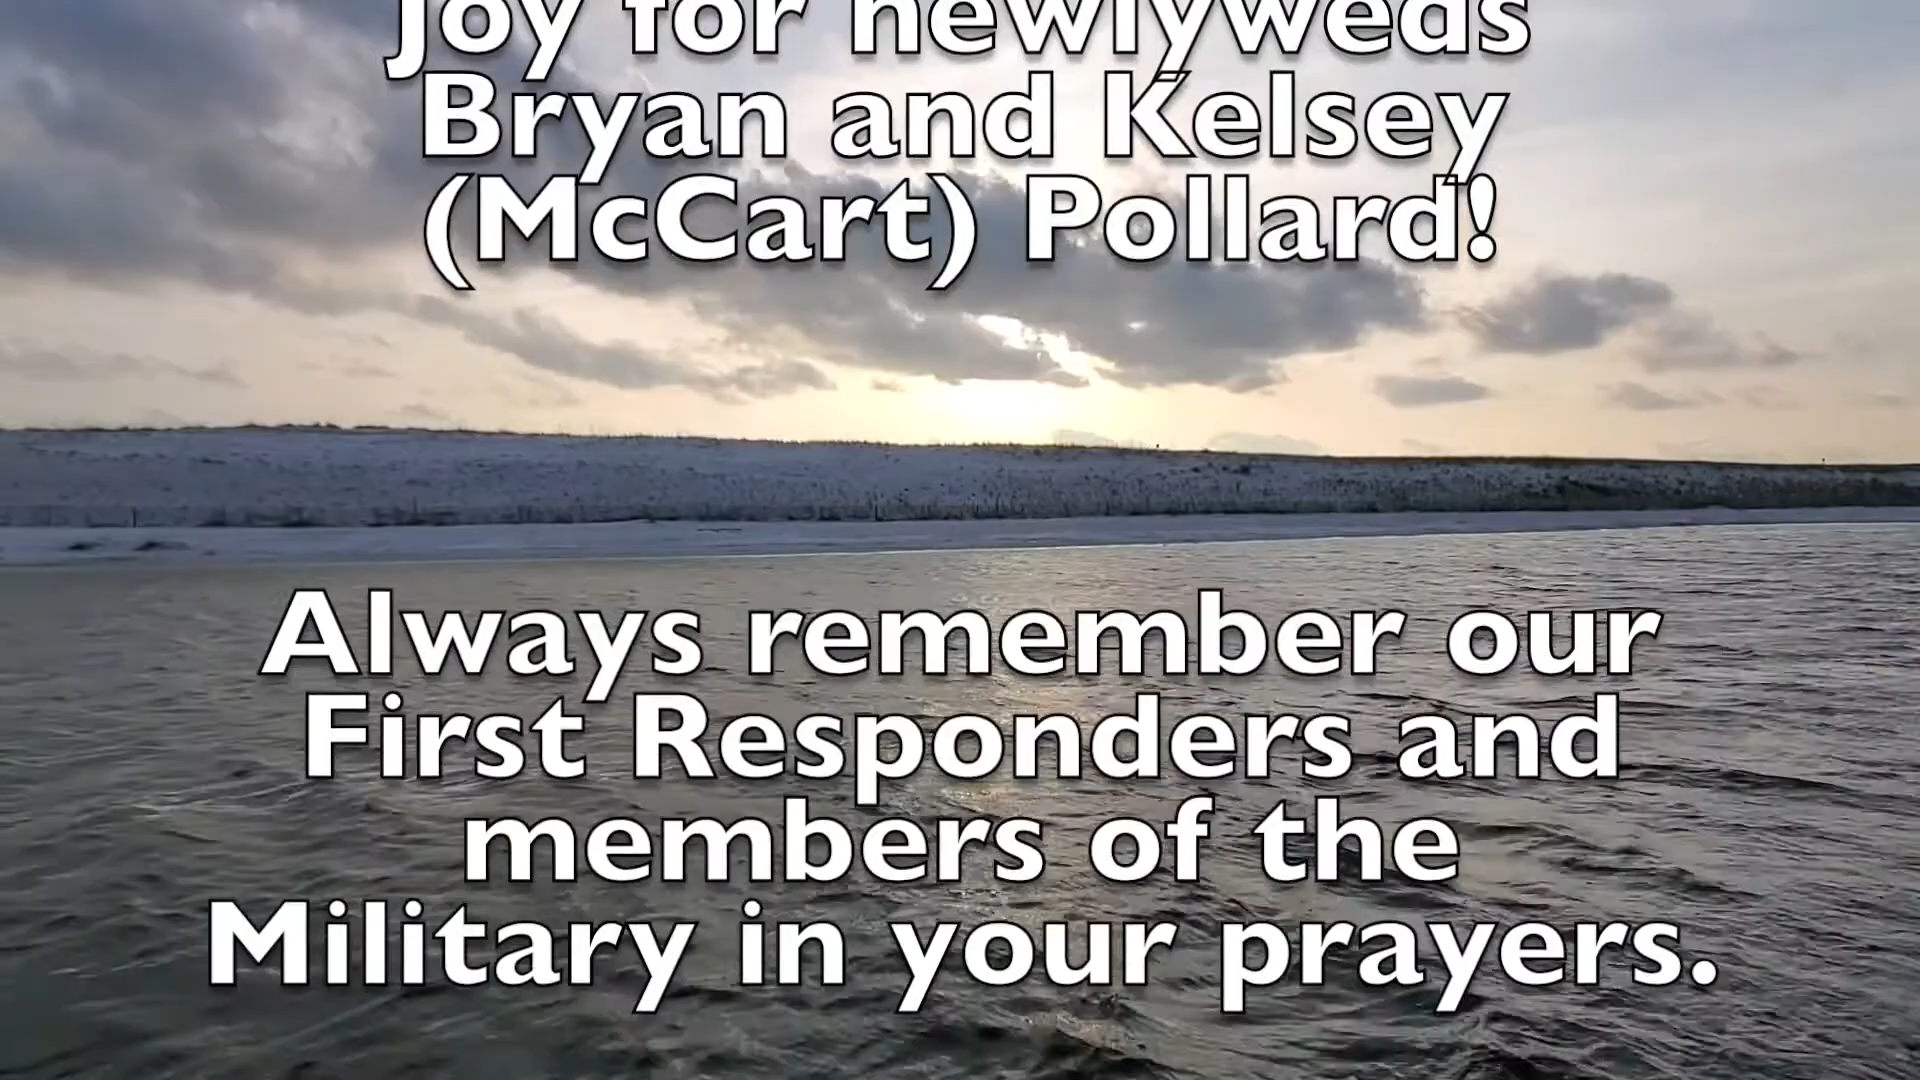 Joy for newlyweds
Bryan and Kelsey
(McCart) Pollard!
Always remember our
First Responders and
members of the
Military in your prayers.